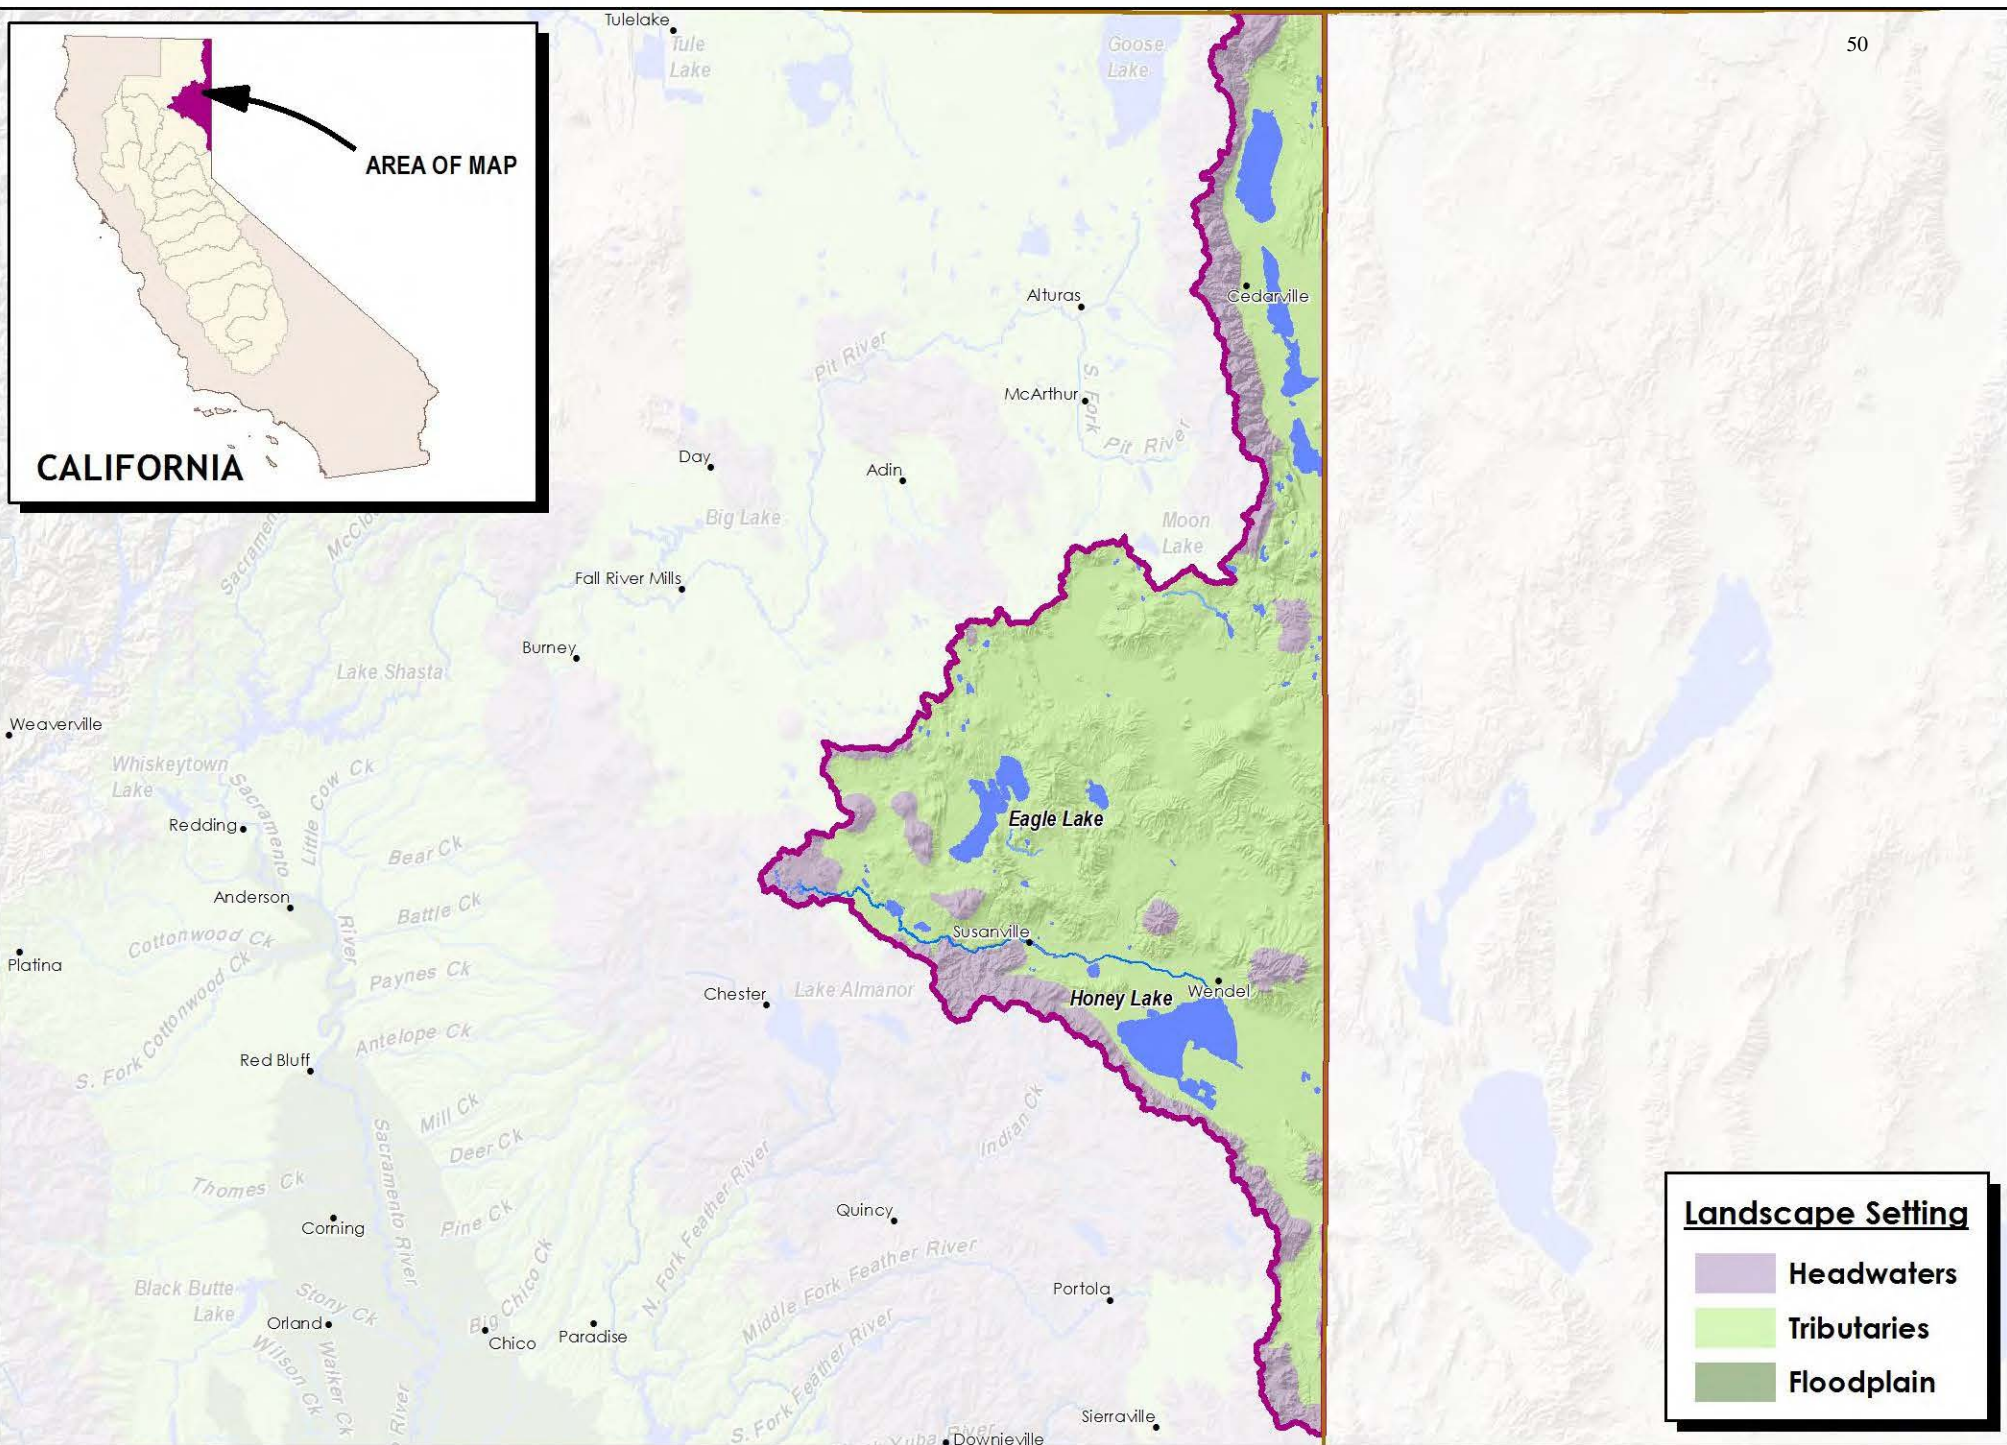 50
AREA OF MAP
CALIFORNIA
Tulelake
Tule
Lake
Goose
Lake
Cedarville
Alturas
Pit River
McArthur
S. Fork
Pit River
Day
Adin
Big Lake
Moon
Lake
McClo
Sacramen
Fall River Mills
Burney
Lake Shasta
Weaverville
Whiskeytown
Lake
Sacramento
River
Little Cow Ck
Redding
Bear Ck
Eagle Lake
Anderson
Battle Ck
Cottonwood Ck
Susanville
Platina
S. Fork Cottonwood Ck
Paynes Ck
Chester
Lake Almanor
Honey Lake
Wendel
Antelope Ck
Red Bluff
Mill Ck
Deer Ck
Indian Ck
Sacramento River
Thomes Ck
Corning
Pine Ck
N. Fork Feather River
Quincy
Middle Fork Feather River
Black Butte
Lake
Stony Ck
Big Chico Ck
Portola
Orland
Chico
Paradise
Wilson Ck
Walker Ck
River
S. Fork Feather River
Sierraville
Yuba River
Downieville
Landscape Setting
Headwaters
Tributaries
Floodplain